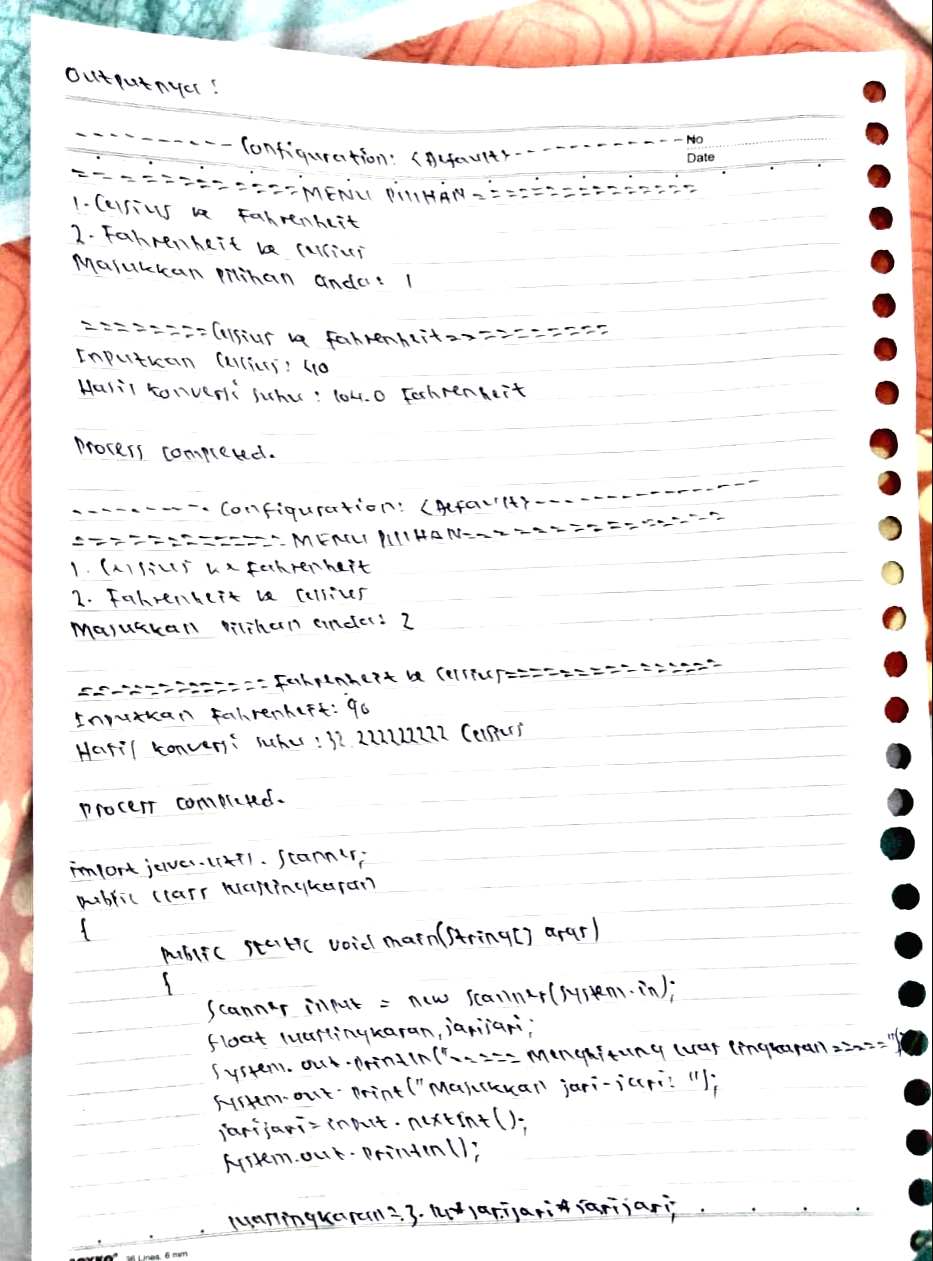 Outputnya :
No
---------- Configuration: <Default> ------------
Date
============MENU PILIHAN================
1. Celsius ke Fahrenheit
2. Fahrenheit ke Celsius
Masukkan pilihan anda: 1
=========Celsius ke Fahrenheit===========
Inputkan Celsius: 40
Hasil konversi suhu : 104.0 Fahrenheit
Process completed.
--------- Configuration: <Default>-----------------
==============MENU PILIHAN=================
1. Celsius ke Fahrenheit
2. Fahrenheit ke Celsius
Masukkan pilihan anda: 2
=============Fahrenheit ke Celsius===============
Inputkan Fahrenheit: 90
Hasil konversi suhu : 32.222222222 Celsius
Process completed.
import java.util.Scanner;
public class luaslingkaran
{
public static void main(String[] args)
{
Scanner input = new Scanner(System.in);
float luaslingkaran, jarijari;
System.out.println("===== Menghitung luas lingkaran =====");
System.out.print("Masukkan jari-jari: ");
jarijari=input.nextInt();
System.out.println();
luaslingkaran=3.14*jarijari*jarijari;
36 Lines, 6 mm